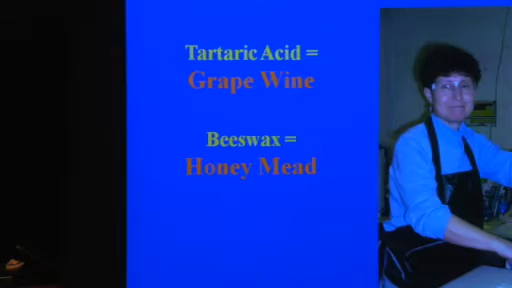 Tartaric Acid =
Grape Wine
Beeswax =
Honey Mead